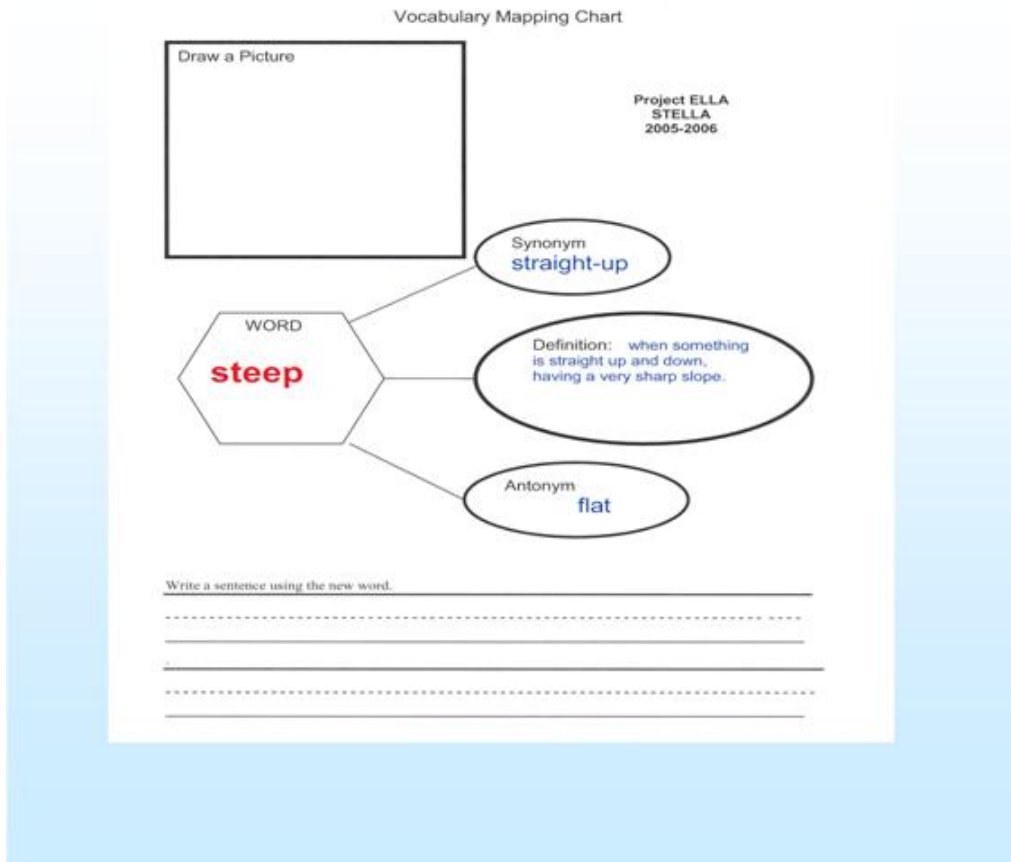 Vocabulary Mapping Chart
Draw a Picture
Project ELLA
STELLA
2005-2006
Synonym
straight-up
WORD
steep
Definition: when something
is straight up and down,
having a very sharp slope.
Antonym
flat
Write a sentence using the new word.